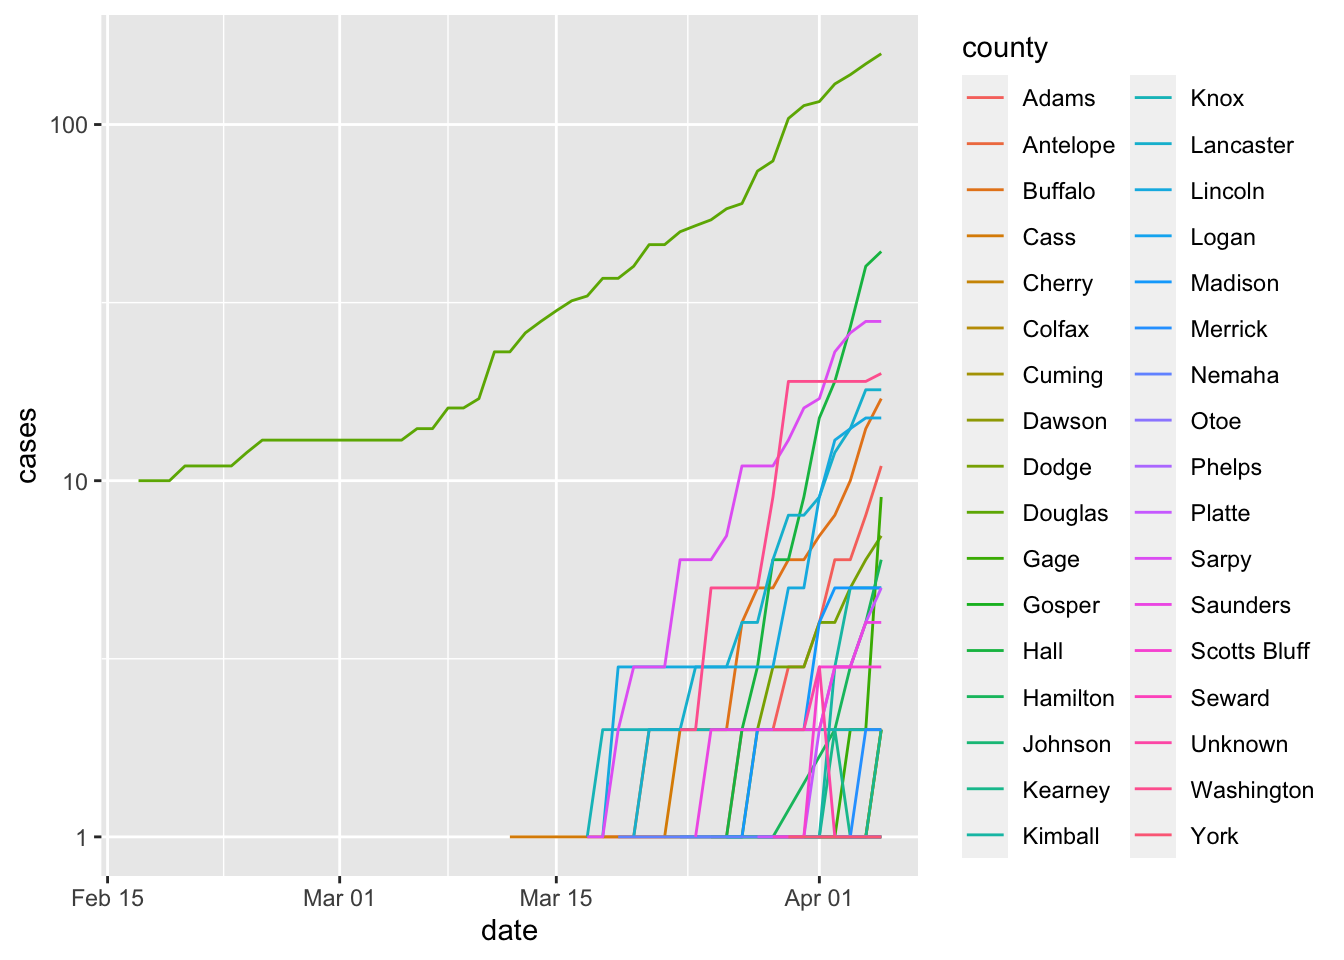 100
10
1
cases
Feb 15
Mar 01
Mar 15
Apr 01
date
county
Adams
Antelope
Buffalo
Cass
Cherry
Colfax
Cuming
Dawson
Dodge
Douglas
Gage
Gosper
Hall
Hamilton
Johnson
Kearney
Kimball
Knox
Lancaster
Lincoln
Logan
Madison
Merrick
Nemaha
Otoe
Phelps
Platte
Sarpy
Saunders
Scotts Bluff
Seward
Unknown
Washington
York